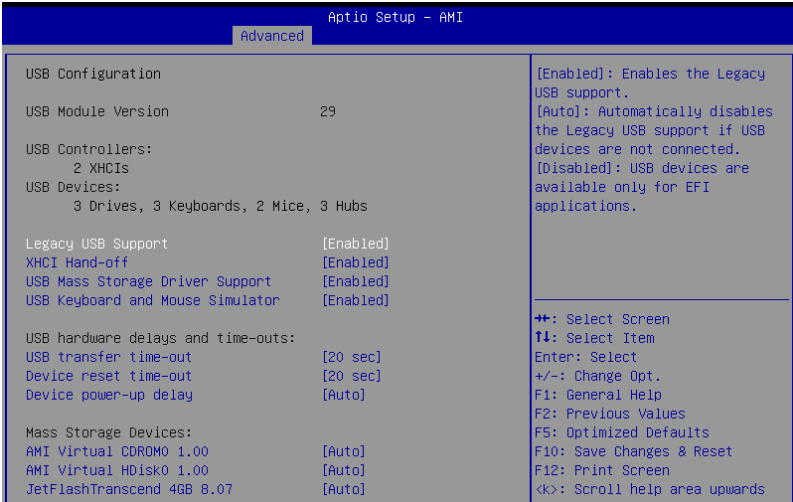 Aptio Setup – AMI
Advanced
USB Configuration
USB Module Version 29
USB Controllers:
2 XHCIs
USB Devices:
3 Drives, 3 Keyboards, 2 Mice, 3 Hubs
Legacy USB Support [Enabled]
XHCI Hand-off [Enabled]
USB Mass Storage Driver Support [Enabled]
USB Keyboard and Mouse Simulator [Enabled]
USB hardware delays and time-outs:
USB transfer time-out [20 sec]
Device reset time-out [20 sec]
Device power-up delay [Auto]
Mass Storage Devices:
AMI Virtual CDROM0 1.00 [Auto]
AMI Virtual HDisk0 1.00 [Auto]
JetFlashTranscend 4GB 8.07 [Auto]
[Enabled]: Enables the Legacy
USB support.
[Auto]: Automatically disables
the Legacy USB support if USB
devices are not connected.
[Disabled]: USB devices are
available only for EFI
applications.
→←: Select Screen
↑↓: Select Item
Enter: Select
+/-: Change Opt.
F1: General Help
F2: Previous Values
F5: Optimized Defaults
F10: Save Changes & Reset
F12: Print Screen
<k>: Scroll help area upwards